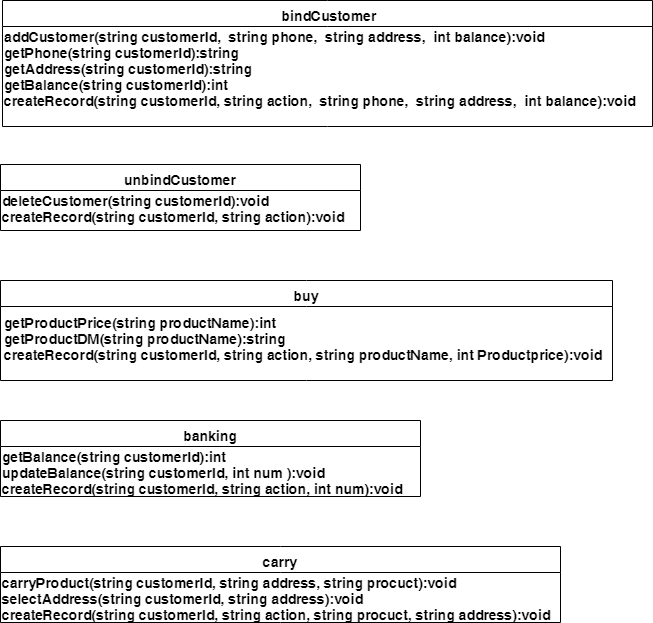 bindCustomer
addCustomer(string customerId, string phone, string address, int balance):void
getPhone(string customerId):string
getAddress(string customerId):string
getBalance(string customerId):int
createRecord(string customerId, string action, string phone, string address, int balance):void
unbindCustomer
deleteCustomer(string customerId):void
createRecord(string customerId, string action):void
buy
getProductPrice(string productName):int
getProductDM(string productName):string
createRecord(string customerId, string action, string productName, int Productprice):void
banking
getBalance(string customerId):int
updateBalance(string customerId, int num ):void
createRecord(string customerId, string action, int num):void
carry
carryProduct(string customerId, string address, string procuct):void
selectAddress(string customerId, string address):void
createRecord(string customerId, string action, string procuct, string address):void